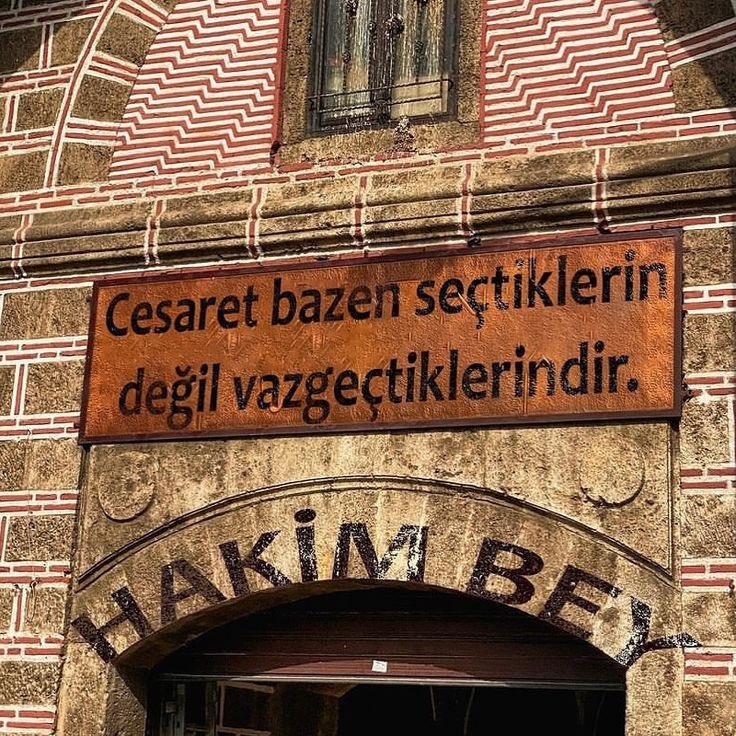 Cesaret bazen seçtiklerin
değil vazgeçtiklerindir.
HAKİM BEY